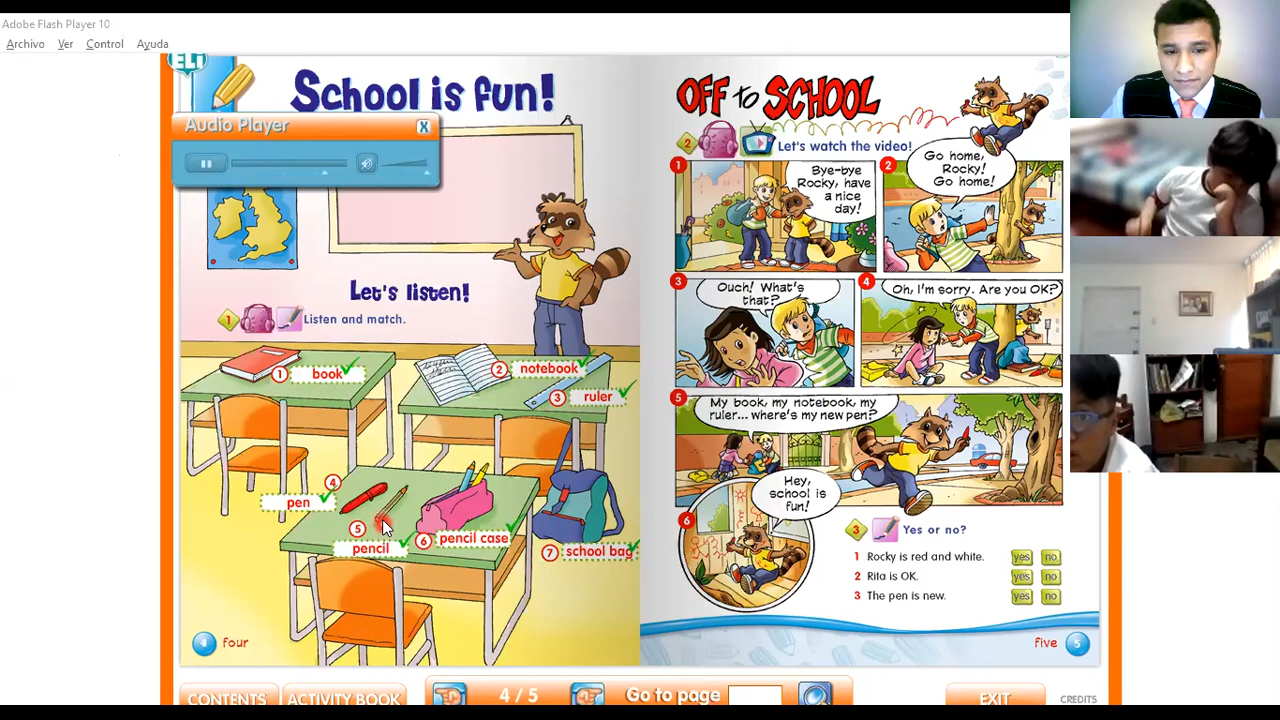 Adobe Flash Player 10
Archivo Ver Control Ayuda
ELi
School is fun!
Audio Player
X
Let's listen!
1 Listen and match.
1 book
2 notebook
3 ruler
4
pen
5
pencil
6 pencil case
7 school bag
4 four
OFF to SCHOOL
2 Let's watch the video!
1
Bye-bye
Rocky, have
a nice
day!
2
Go home,
Rocky!
Go home!
3
Ouch! What's
that?
4
Oh, I'm sorry. Are you OK?
5
My book, my notebook, my
ruler... where's my new pen?
6
Hey,
school is
fun!
3 Yes or no?
1 Rocky is red and white. yes no
2 Rita is OK. yes no
3 The pen is new. yes no
five 5
CONTENTS ACTIVITY BOOK 4 / 5 Go to page EXIT CREDITS